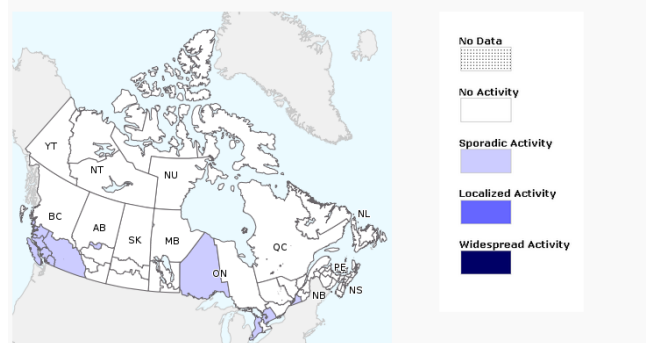 No Data
No Activity
Sporadic Activity
Localized Activity
Widespread Activity
YT
NT
NU
BC
AB
SK
MB
ON
QC
NL
PE
NB
NS